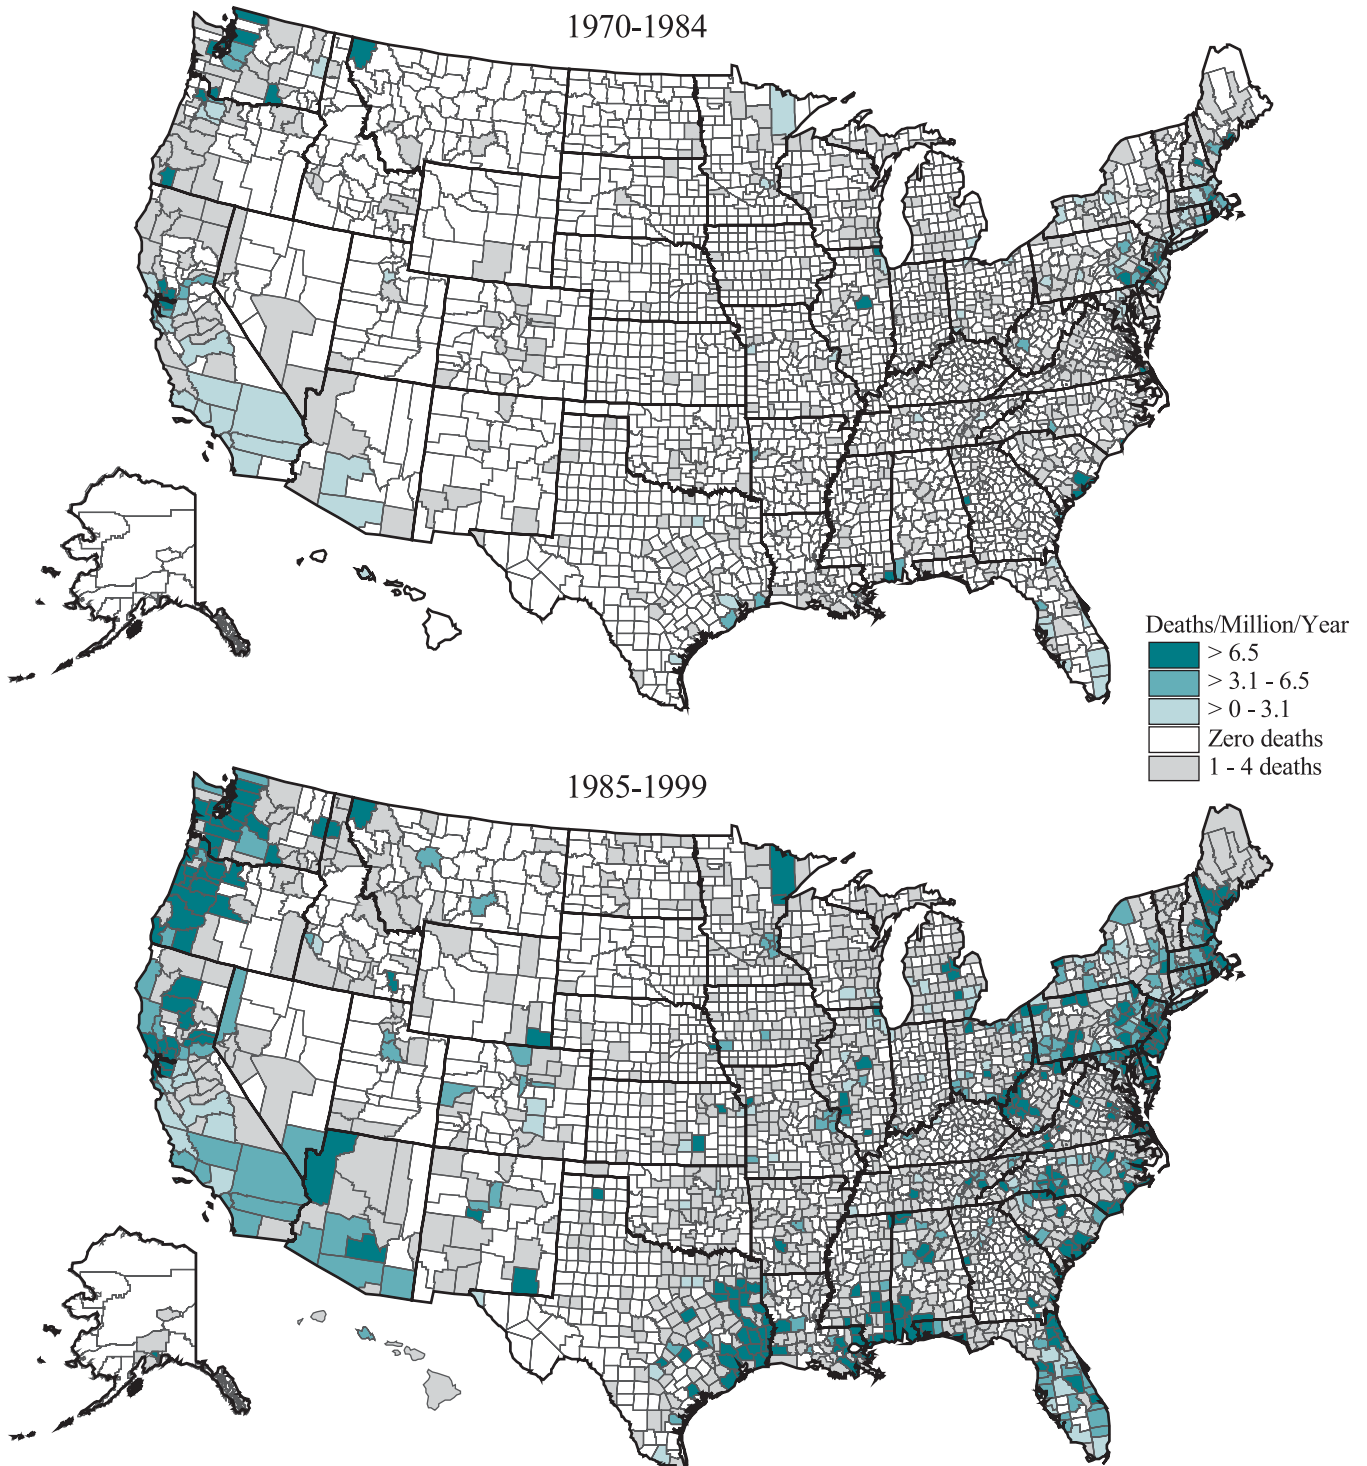 1970-1984
Deaths/Million/Year
> 6.5
> 3.1 - 6.5
> 0 - 3.1
Zero deaths
1 - 4 deaths
1985-1999